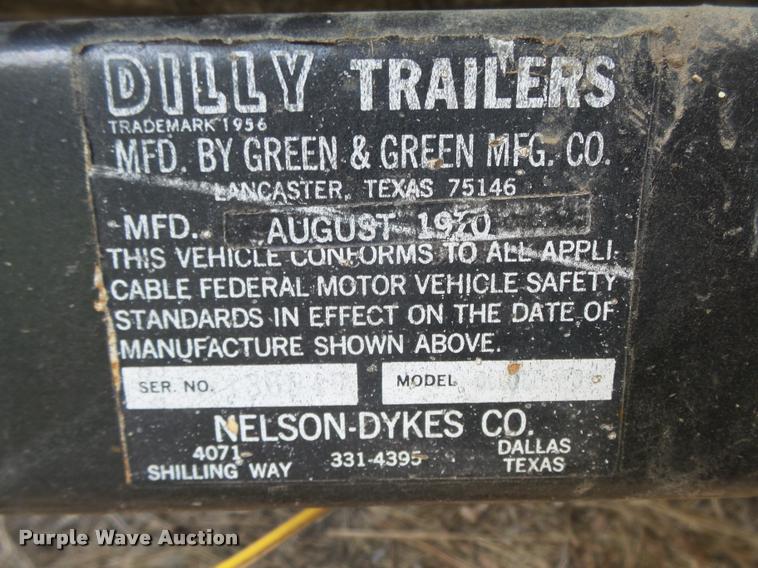 DILLY TRAILERS
TRADEMARK 1956
MFD. BY GREEN & GREEN MFG. CO.
LANCASTER, TEXAS 75146
MFD. AUGUST 1970
THIS VEHICLE CONFORMS TO ALL APPLI-
CABLE FEDERAL MOTOR VEHICLE SAFETY
STANDARDS IN EFFECT ON THE DATE OF
MANUFACTURE SHOWN ABOVE.
SER. NO. MODEL
NELSON-DYKES CO.
4071 SHILLING WAY 331-4395 DALLAS TEXAS
Purple Wave Auction